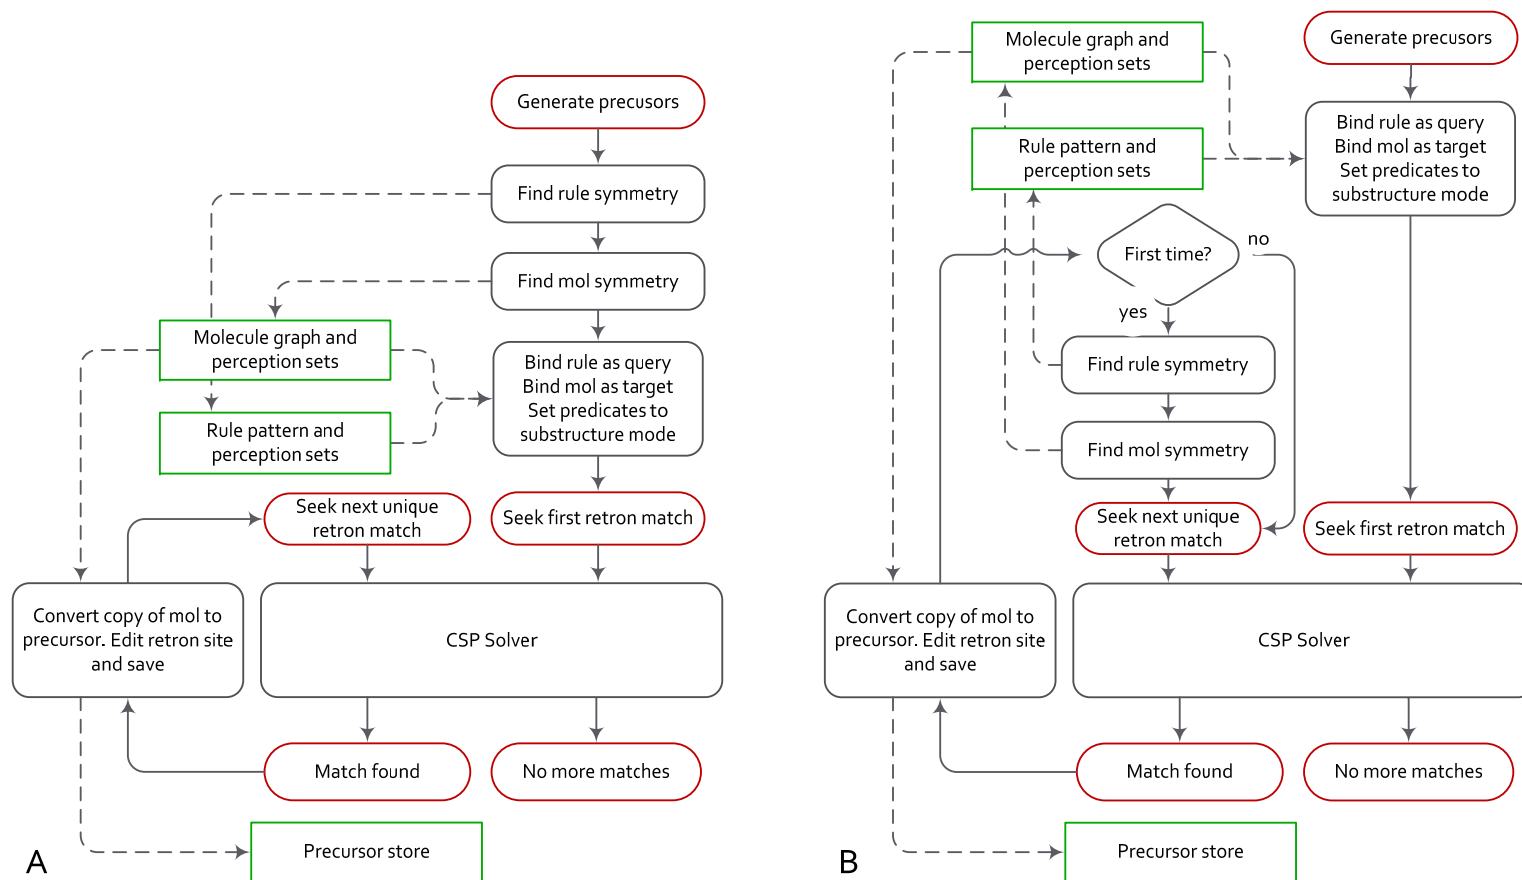 Generate precusors
Find rule symmetry
Find mol symmetry
Molecule graph and
perception sets
Rule pattern and
perception sets
Bind rule as query
Bind mol as target
Set predicates to
substructure mode
Seek next unique
retron match
Seek first retron match
Convert copy of mol to
precursor. Edit retron site
and save
CSP Solver
Match found
No more matches
Precursor store
A
Molecule graph and
perception sets
Generate precusors
Rule pattern and
perception sets
Bind rule as query
Bind mol as target
Set predicates to
substructure mode
First time?
no
yes
Find rule symmetry
Find mol symmetry
Seek next unique
retron match
Seek first retron match
Convert copy of mol to
precursor. Edit retron site
and save
CSP Solver
Match found
No more matches
Precursor store
B